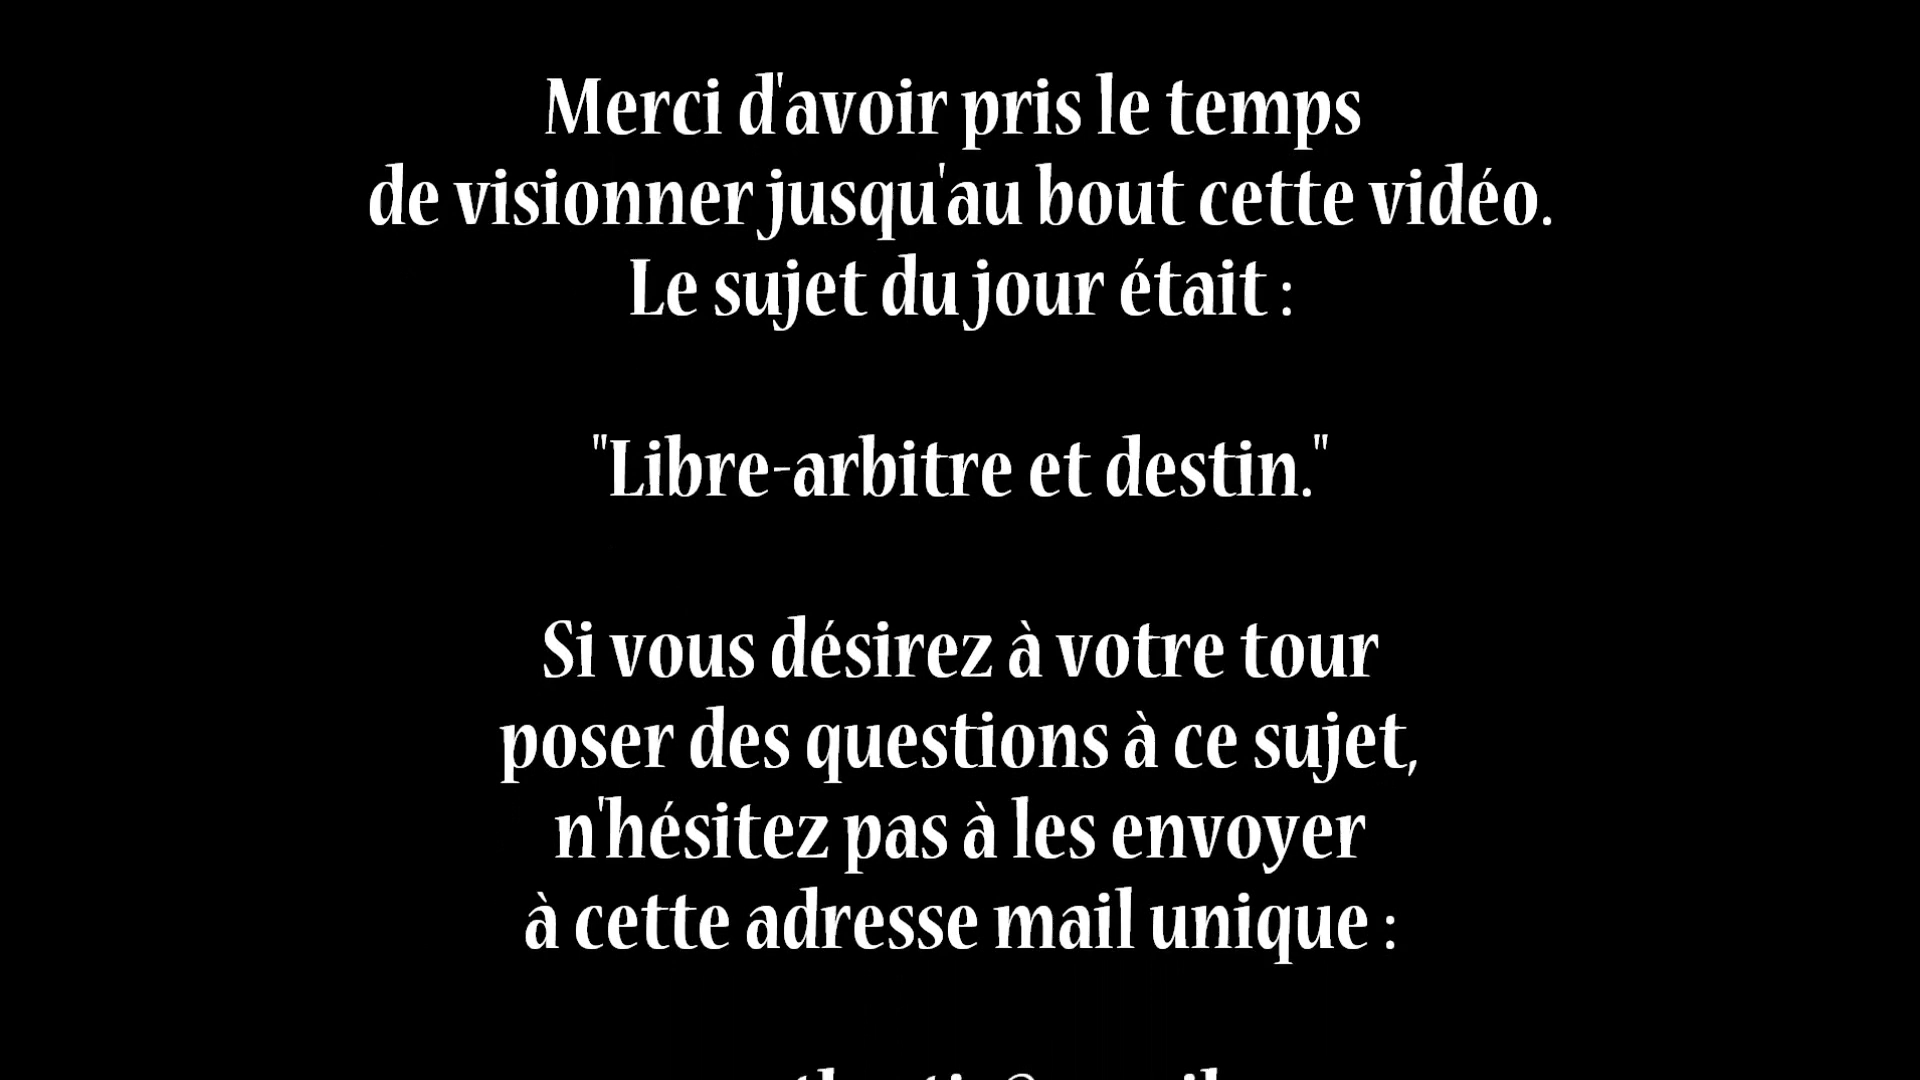 Merci d'avoir pris le temps
de visionner jusqu'au bout cette vidéo.
Le sujet du jour était :
"Libre-arbitre et destin."
Si vous désirez à votre tour
poser des questions à ce sujet,
n'hésitez pas à les envoyer
à cette adresse mail unique :